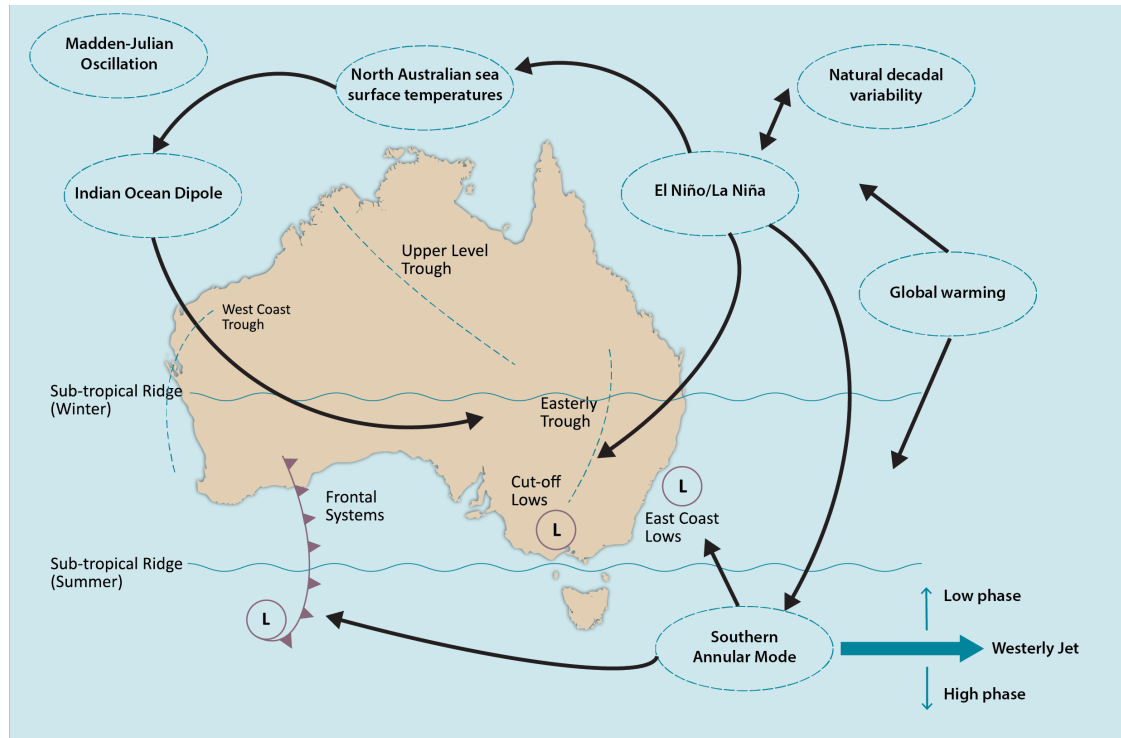 Madden-Julian
Oscillation
North Australian sea
surface temperatures
Natural decadal
variability
Indian Ocean Dipole
El Niño/La Niña
Upper Level
Trough
Global warming
West Coast
Trough
Sub-tropical Ridge
(Winter)
Easterly
Trough
Cut-off
Lows
L
L
East Coast
Lows
Frontal
Systems
Sub-tropical Ridge
(Summer)
L
Southern
Annular Mode
Low phase
Westerly Jet
High phase